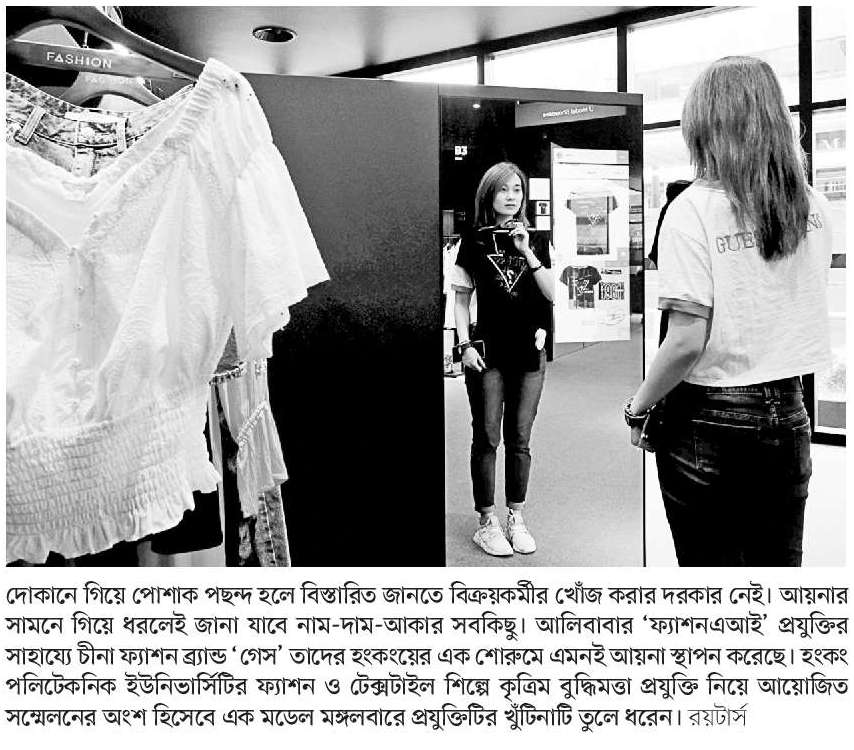 FASHION
FASHION
GUE
দোকানে গিয়ে পোশাক পছন্দ হলে বিস্তারিত জানতে বিক্রয়কর্মীর খোঁজ করার দরকার নেই। আয়নার
সামনে গিয়ে ধরলেই জানা যাবে নাম-দাম-আকার সবকিছু। আলিবাবার ‘ফ্যাশনএআই’ প্রযুক্তির
সাহায্যে চীনা ফ্যাশন ব্র্যান্ড ‘গেস’ তাদের হংকংয়ের এক শোরুমে এমনই আয়না স্থাপন করেছে। হংকং
পলিটেকনিক ইউনিভার্সিটির ফ্যাশন ও টেক্সটাইল শিল্পে কৃত্রিম বুদ্ধিমত্তা প্রযুক্তি নিয়ে আয়োজিত
সম্মেলনের অংশ হিসেবে এক মডেল মঙ্গলবারে প্রযুক্তিটির খুঁটিনাটি তুলে ধরেন। রয়টার্স